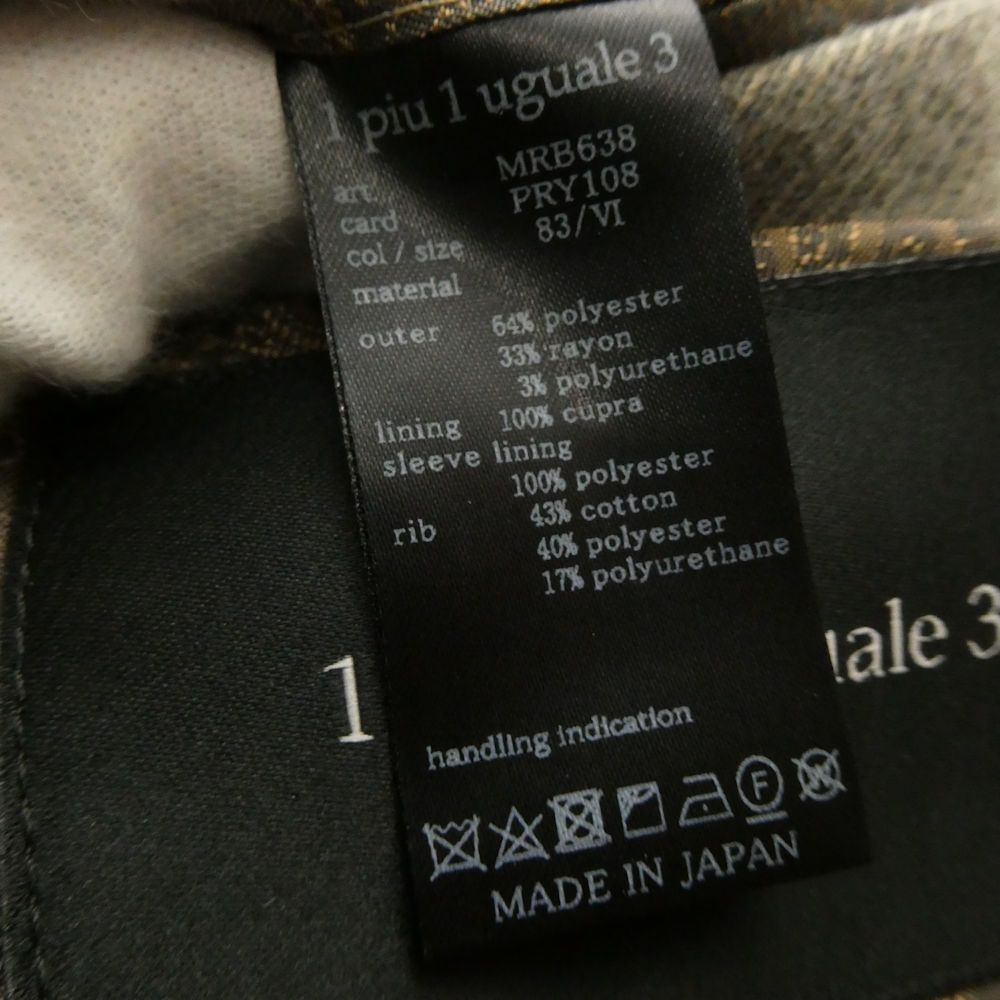 1 piu 1 uguale 3
art. MRB638
card PRY108
col / size 83/VI
material
outer 64% polyester
33% rayon
3% polyurethane
lining 100% cupra
sleeve lining
100% polyester
rib 43% cotton
40% polyester
17% polyurethane
handling indication
F W
MADE IN JAPAN
1 uale 3